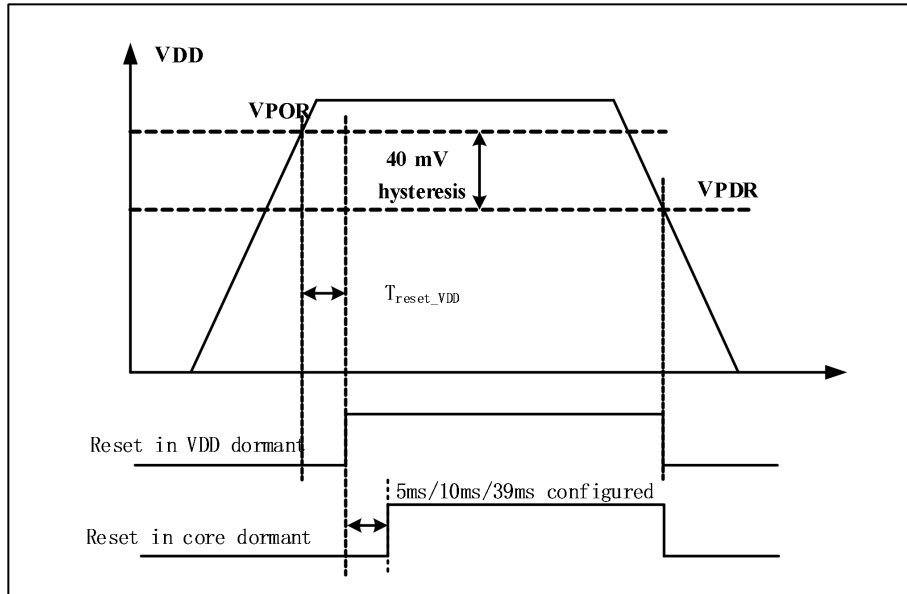 VDD
VPOR
40 mV
hysteresis
VPDR
Treset_VDD
Reset in VDD dormant
5ms/10ms/39ms configured
Reset in core dormant